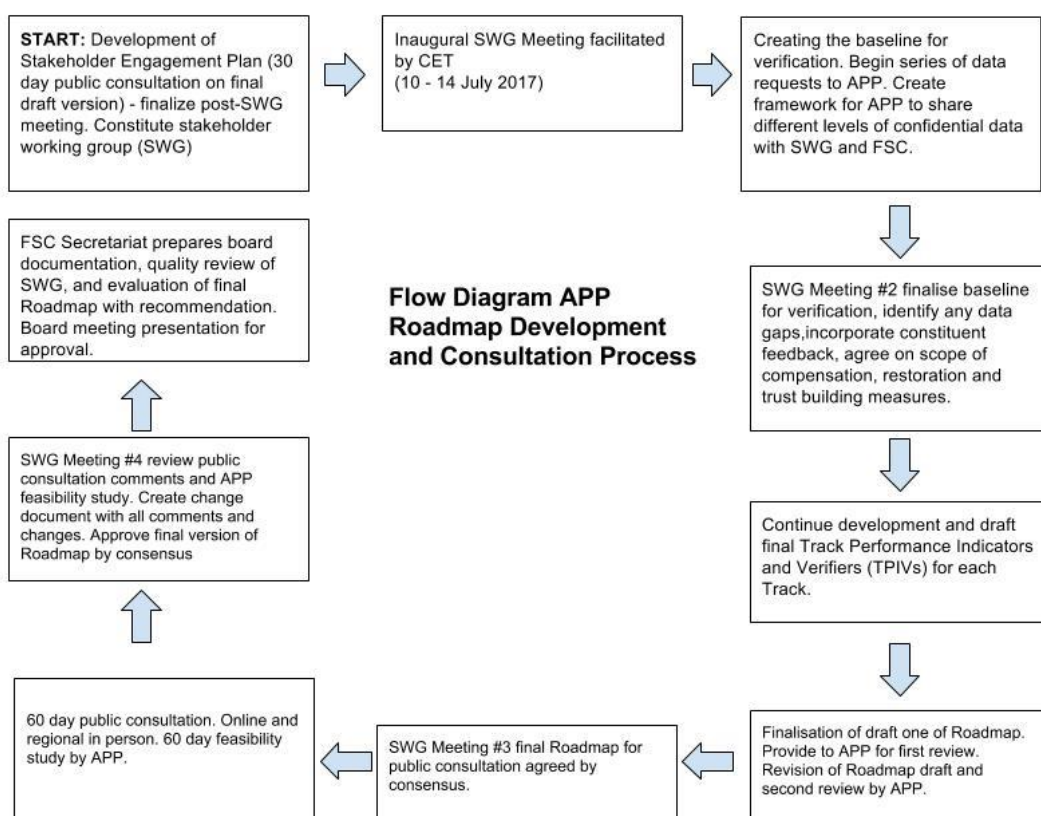 START: Development of
Stakeholder Engagement Plan (30
day public consultation on final
draft version) - finalize post-SWG
meeting. Constitute stakeholder
working group (SWG)
Inaugural SWG Meeting facilitated
by CET
(10 - 14 July 2017)
Creating the baseline for
verification. Begin series of data
requests to APP. Create
framework for APP to share
different levels of confidential data
with SWG and FSC.
SWG Meeting #2 finalise baseline
for verification, identify any data
gaps,incorporate constituent
feedback, agree on scope of
compensation, restoration and
trust building measures.
Continue development and draft
final Track Performance Indicators
and Verifiers (TPIVs) for each
Track.
Finalisation of draft one of Roadmap.
Provide to APP for first review.
Revision of Roadmap draft and
second review by APP.
SWG Meeting #3 final Roadmap for
public consultation agreed by
consensus.
60 day public consultation. Online and
regional in person. 60 day feasibility
study by APP.
SWG Meeting #4 review public
consultation comments and APP
feasibility study. Create change
document with all comments and
changes. Approve final version of
Roadmap by consensus
FSC Secretariat prepares board
documentation, quality review of
SWG, and evaluation of final
Roadmap with recommendation.
Board meeting presentation for
approval.
Flow Diagram APP
Roadmap Development
and Consultation Process